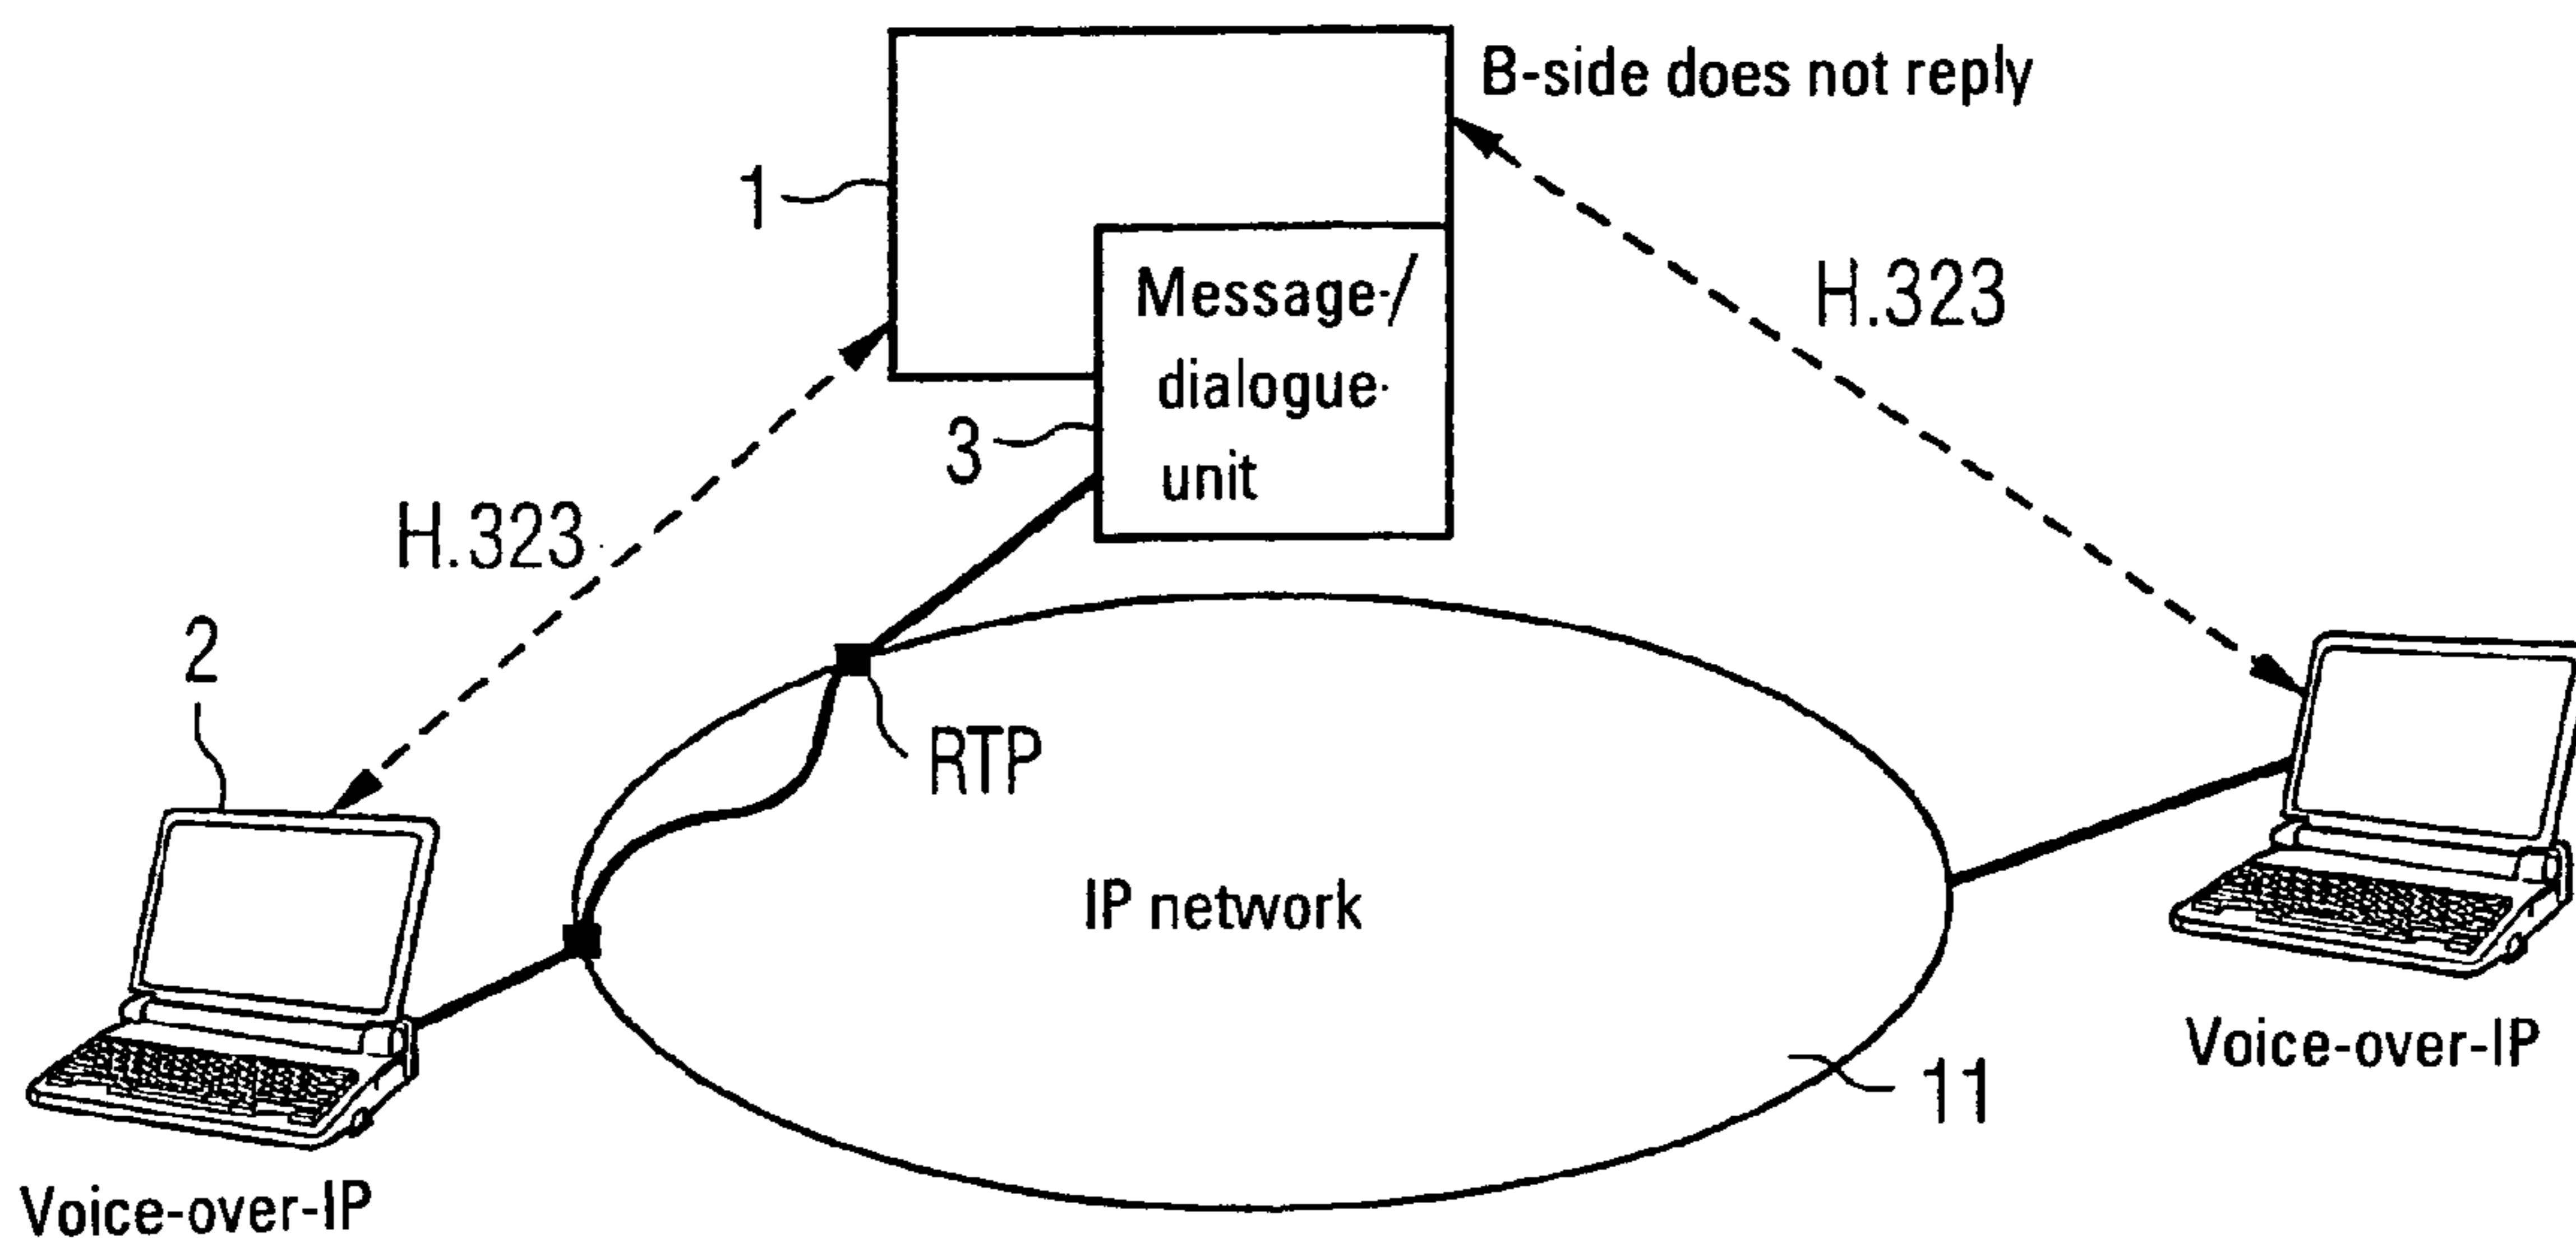 B-side does not reply
1
Message-/
dialogue-
unit
3
H.323
H.323
2
RTP
IP network
11
Voice-over-IP
Voice-over-IP